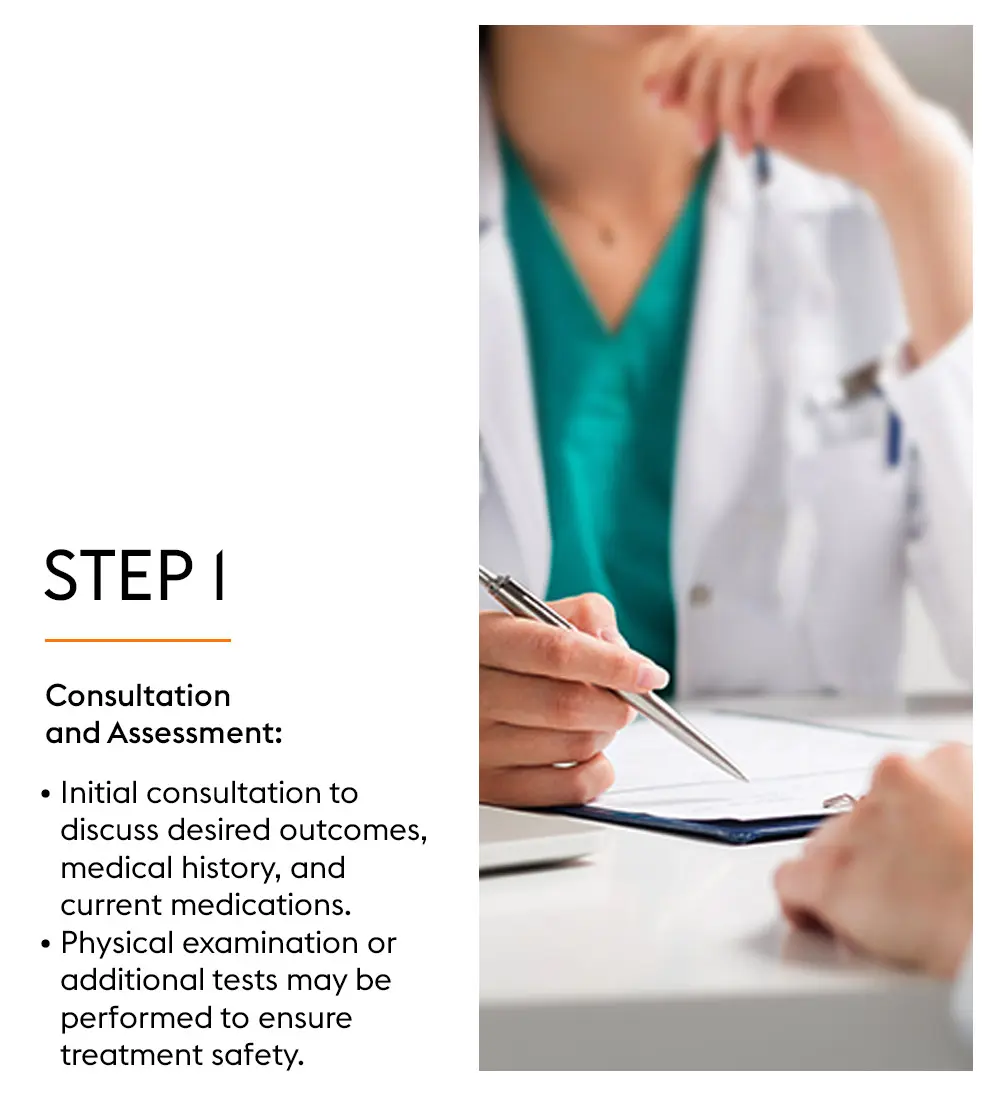 STEP 1
Consultation
and Assessment:
• Initial consultation to
discuss desired outcomes,
medical history, and
current medications.
• Physical examination or
additional tests may be
performed to ensure
treatment safety.